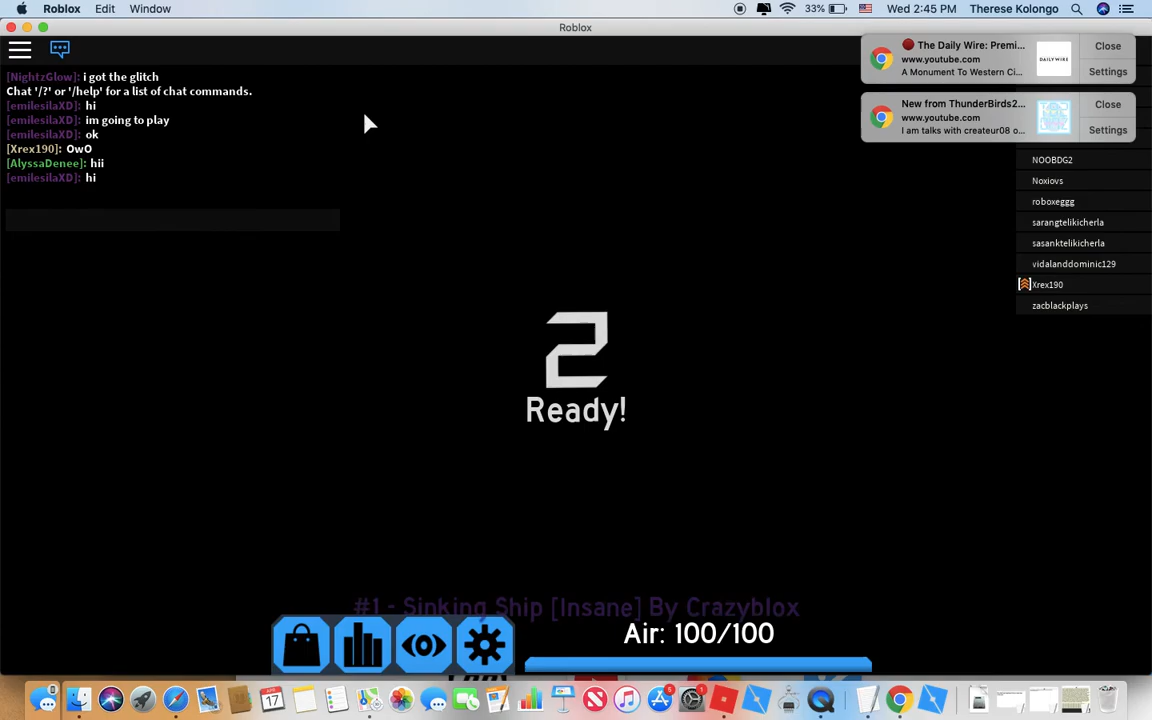 Roblox Edit Window
33% Wed 2:45 PM Therese Kolongo
Roblox
[NightzGlow]: i got the glitch
Chat '/?' or '/help' for a list of chat commands.
[emilesilaXD]: hi
[emilesilaXD]: im going to play
[emilesilaXD]: ok
[Xrex190]: OwO
[AlyssaDenee]: hii
[emilesilaXD]: hi
The Daily Wire: Premi...
www.youtube.com
A Monument To Western Ci...
DAILYWIRE
Close
Settings
New from ThunderBirds2...
www.youtube.com
I am talks with createur08 o...
Close
Settings
NOOBDG2
Noxiovs
roboxeggg
sarangtelikicherla
sasanktelikicherla
vidalanddominic129
Xrex190
zacblackplays
2
Ready!
#1 - Sinking Ship [Insane] By Crazyblox
Air: 100/100
17
5
1